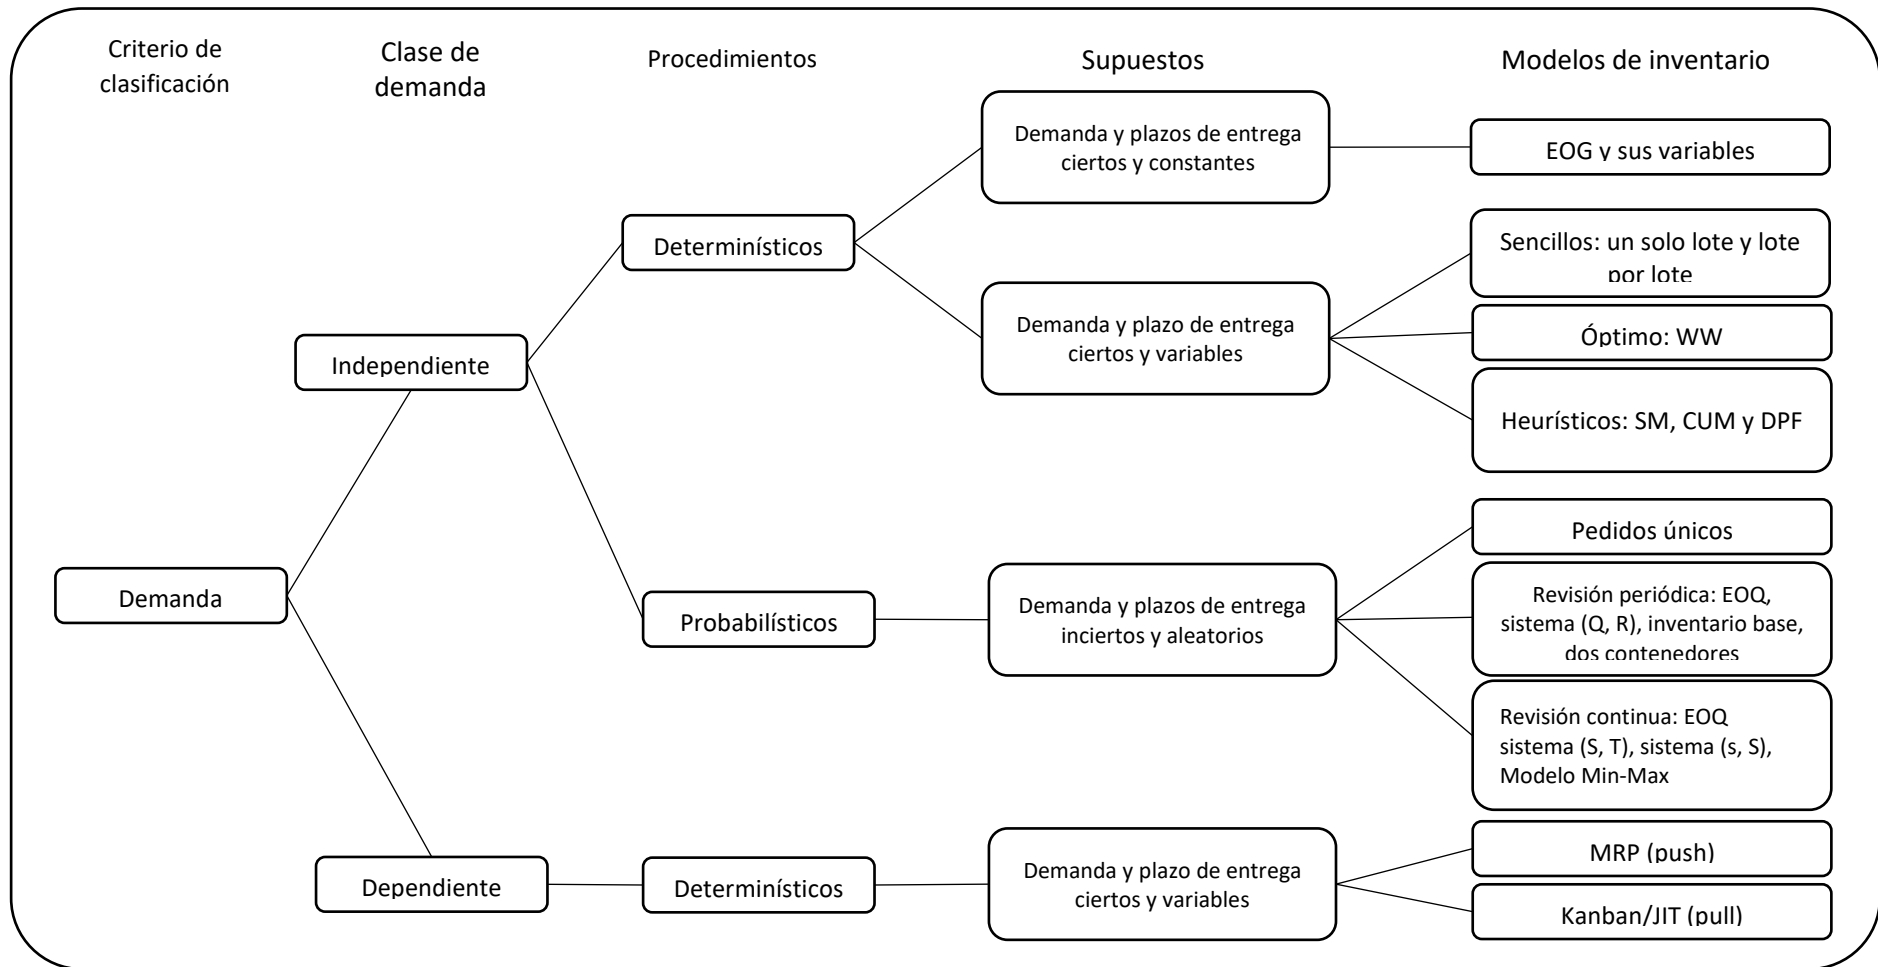 Criterio de
clasificación
Clase de
demanda
Procedimientos
Supuestos
Modelos de inventario
Demanda y plazos de entrega
ciertos y constantes
EOG y sus variables
Determinísticos
Sencillos: un solo lote y lote
por lote
Demanda y plazo de entrega
ciertos y variables
Óptimo: WW
Independiente
Heurísticos: SM, CUM y DPF
Pedidos únicos
Demanda
Probabilísticos
Demanda y plazos de entrega
inciertos y aleatorios
Revisión periódica: EOQ,
sistema (Q, R), inventario base,
dos contenedores
Revisión continua: EOQ
sistema (S, T), sistema (s, S),
Modelo Min-Max
Dependiente
Determinísticos
Demanda y plazo de entrega
ciertos y variables
MRP (push)
Kanban/JIT (pull)